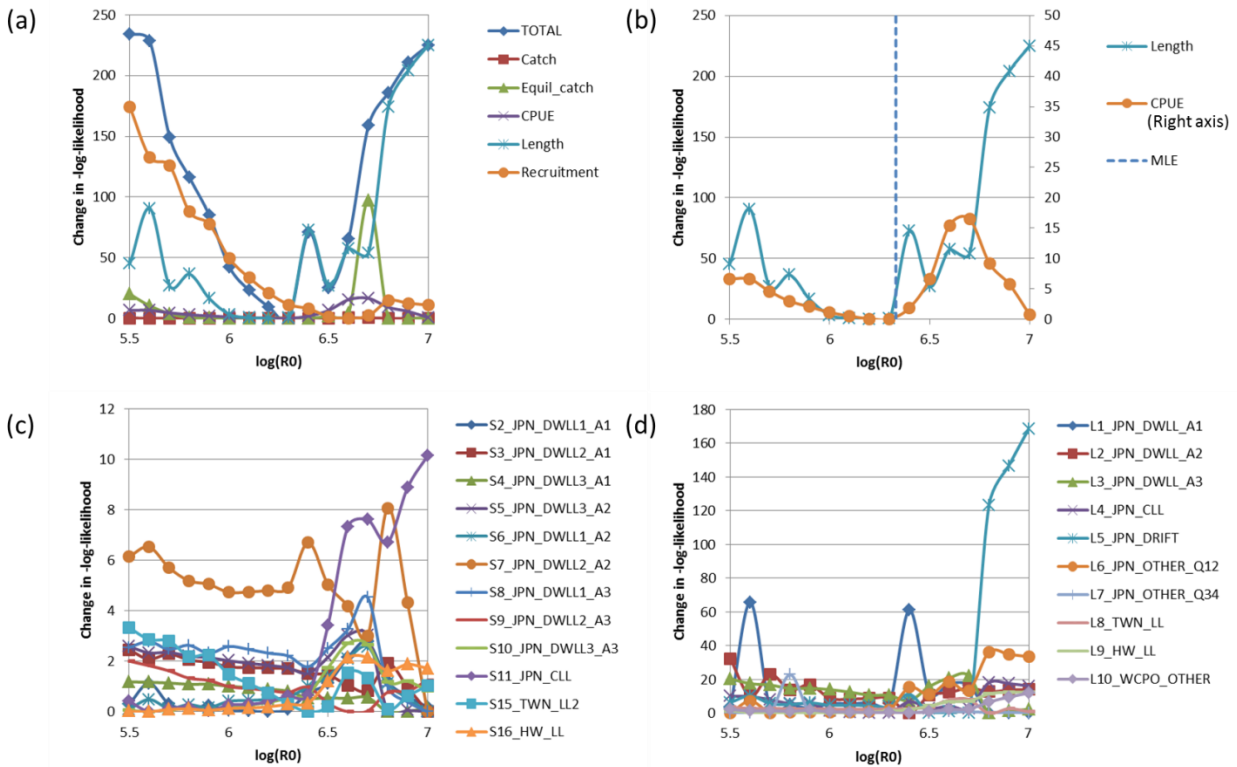 (a)
Change in -log-likelihood
250
200
150
100
50
0
5.5
6
6.5
7
log(R0)
TOTAL
Catch
Equil_catch
CPUE
Length
Recruitment
(b)
Change in -log-likelihood
250
200
150
100
50
0
50
45
40
35
30
25
20
15
10
5
0
5.5
6
6.5
7
log(R0)
Length
CPUE
(Right axis)
MLE
(c)
Change in -log-likelihood
12
10
8
6
4
2
0
5.5
6
6.5
7
log(R0)
S2_JPN_DWLL1_A1
S3_JPN_DWLL2_A1
S4_JPN_DWLL3_A1
S5_JPN_DWLL3_A2
S6_JPN_DWLL1_A2
S7_JPN_DWLL2_A2
S8_JPN_DWLL1_A3
S9_JPN_DWLL2_A3
S10_JPN_DWLL3_A3
S11_JPN_CLL
S15_TWN_LL2
S16_HW_LL
(d)
Change in -log-likelihood
180
160
140
120
100
80
60
40
20
0
5.5
6
6.5
7
log(R0)
L1_JPN_DWLL_A1
L2_JPN_DWLL_A2
L3_JPN_DWLL_A3
L4_JPN_CLL
L5_JPN_DRIFT
L6_JPN_OTHER_Q12
L7_JPN_OTHER_Q34
L8_TWN_LL
L9_HW_LL
L10_WCPO_OTHER